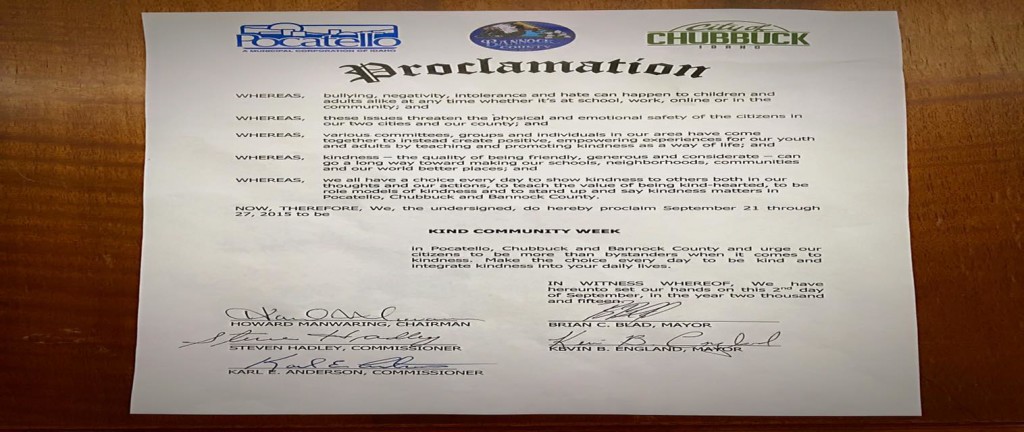 Pocatello
A MUNICIPAL CORPORATION OF IDAHO
BANNOCK
COUNTY
City of
CHUBBUCK
IDAHO
Proclamation
WHEREAS, bullying, negativity, intolerance and hate can happen to children and
adults alike at any time whether it's at school, work, online or in the
community; and
WHEREAS, these issues threaten the physical and emotional safety of the citizens in
our two cities and our county; and
WHEREAS, various committees, groups and individuals in our area have come
together to instead create positive, empowering experiences for our youth
and adults by teaching and promoting kindness as a way of life; and
WHEREAS, kindness — the quality of being friendly, generous and considerate — can
go a long way toward making our schools, neighborhoods, communities
and our world better places; and
WHEREAS, we all have a choice every day to show kindness to others both in our
thoughts and our actions, to teach the value of being kind-hearted, to be
role models of kindness and to stand up and say kindness matters in
Pocatello, Chubbuck and Bannock County.
NOW, THEREFORE, We, the undersigned, do hereby proclaim September 21 through
27, 2015 to be
KIND COMMUNITY WEEK
in Pocatello, Chubbuck and Bannock County and urge our
citizens to be more than bystanders when it comes to
kindness. Make the choice every day to be kind and
integrate kindness into your daily lives.
IN WITNESS WHEREOF, We have
hereunto set our hands on this 2nd day
of September, in the year two thousand
and fifteen.
HOWARD MANWARING, CHAIRMAN
BRIAN C. BLAD, MAYOR
Steven Hadley
STEVEN HADLEY, COMMISSIONER
Kevin B. England
KEVIN B. ENGLAND, MAYOR
KARL E. ANDERSON, COMMISSIONER